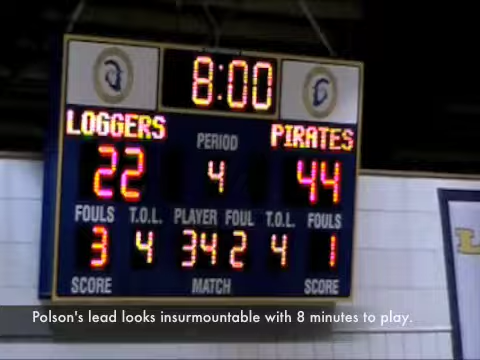 8:00
LOGGERS PIRATES
PERIOD
22 4 44
FOULS T.O.L. PLAYER FOUL T.O.L. FOULS
3 4 34 2 4 1
SCORE MATCH SCORE
Polson's lead looks insurmountable with 8 minutes to play.